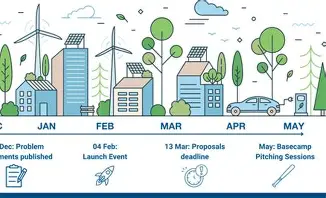 JAN FEB MAR APR MAY
Dec: Problem
published
04 Feb:
Launch Event
13 Mar: Proposals
deadline
May: Basecamp
Pitching Sessions